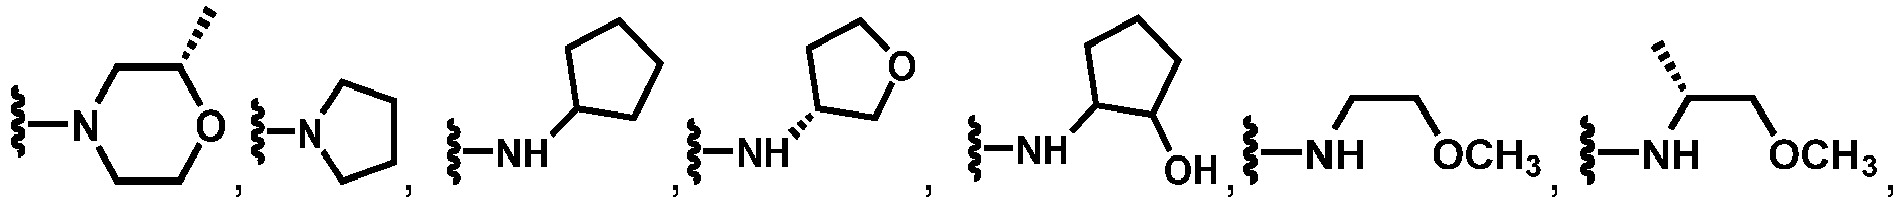 N O , N , NH , NH O , NH OH , NH OCH₃ , NH OCH₃ ,